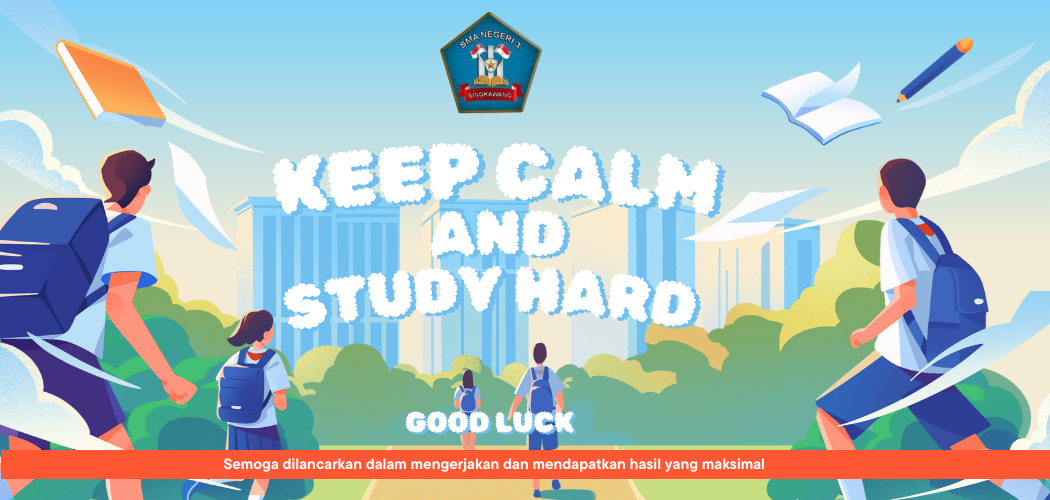 SMA NEGERI 3
SINGKAWANG
KEEP CALM
AND
STUDY HARD
GOOD LUCK
Semoga dilancarkan dalam mengerjakan dan mendapatkan hasil yang maksimal